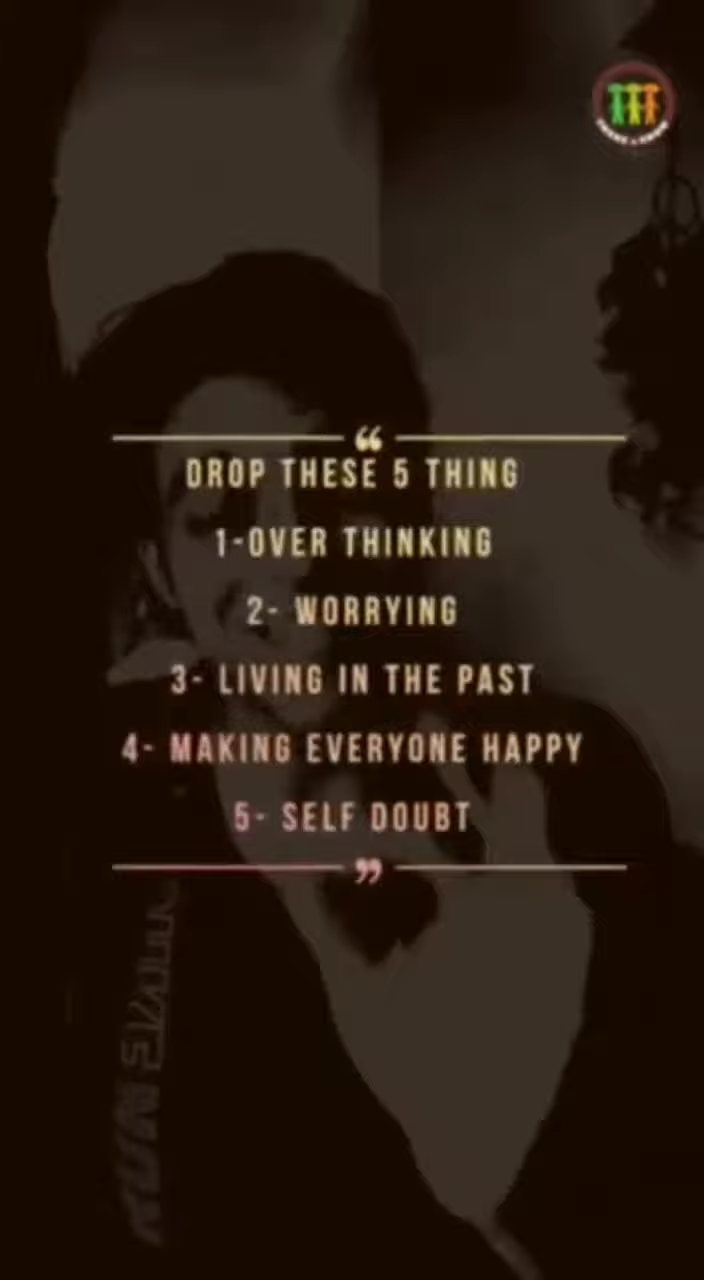 “
DROP THESE 5 THING
1-OVER THINKING
2- WORRYING
3- LIVING IN THE PAST
4- MAKING EVERYONE HAPPY
5- SELF DOUBT
”